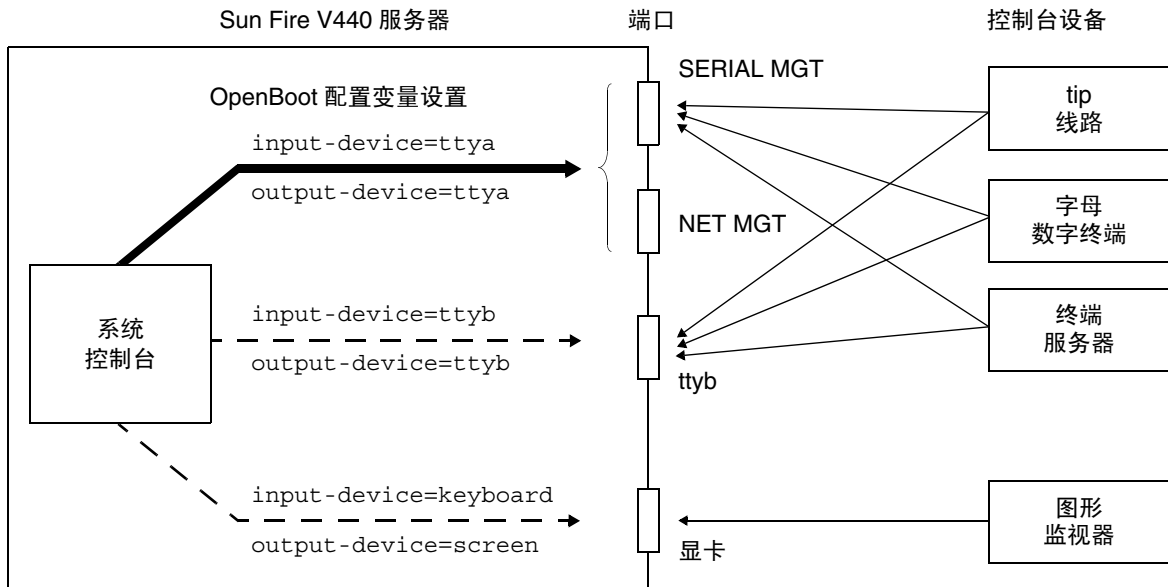 Sun Fire V440 服务器
端口
控制台设备
OpenBoot 配置变量设置
input-device=ttya
output-device=ttya
SERIAL MGT
NET MGT
tip
线路
字母
数字终端
系统
控制台
input-device=ttyb
output-device=ttyb
ttyb
终端
服务器
input-device=keyboard
output-device=screen
显卡
图形
监视器